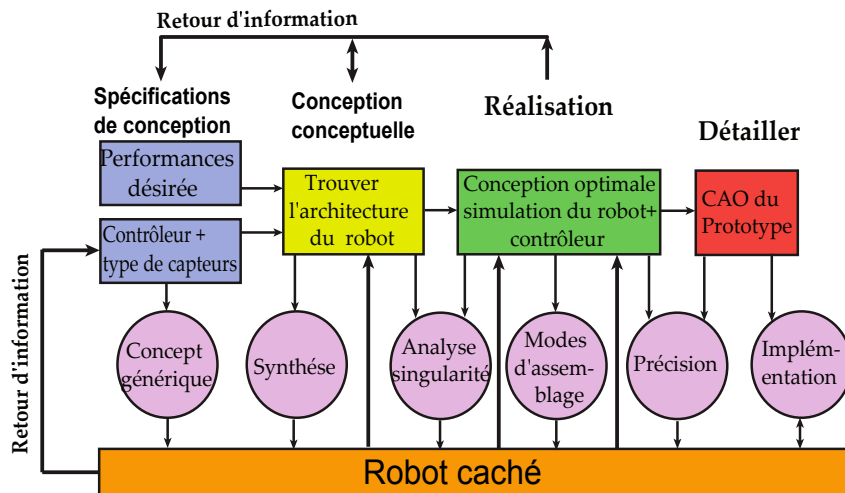 Retour d'information
Spécifications
de conception
Conception
conceptuelle
Réalisation
Détailler
Performances
désirée
Trouver
l'architecture
du robot
Conception optimale
simulation du robot+
contrôleur
CAO du
Prototype
Contrôleur +
type de capteurs
Retour d'information
Concept
générique
Synthése
Analyse
singularité
Modes
d'assem-
blage
Précision
Implém-
entation
Robot caché